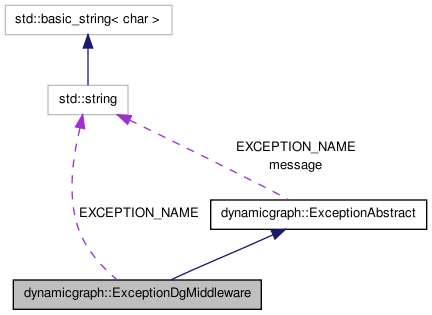 std::basic_string< char >
std::string
EXCEPTION_NAME
message
EXCEPTION_NAME
dynamicgraph::ExceptionAbstract
dynamicgraph::ExceptionDgMiddleware